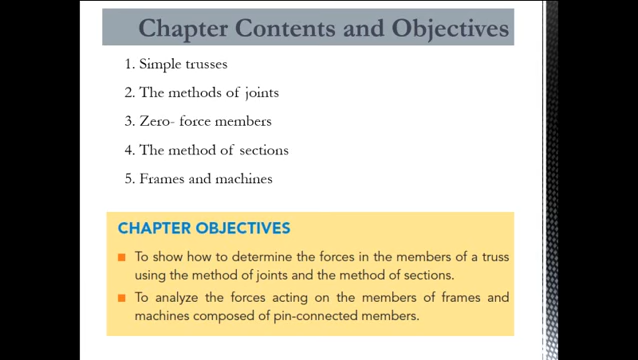 Chapter Contents and Objectives
1. Simple trusses
2. The methods of joints
3. Zero- force members
4. The method of sections
5. Frames and machines
CHAPTER OBJECTIVES
■ To show how to determine the forces in the members of a truss
using the method of joints and the method of sections.
■ To analyze the forces acting on the members of frames and
machines composed of pin-connected members.